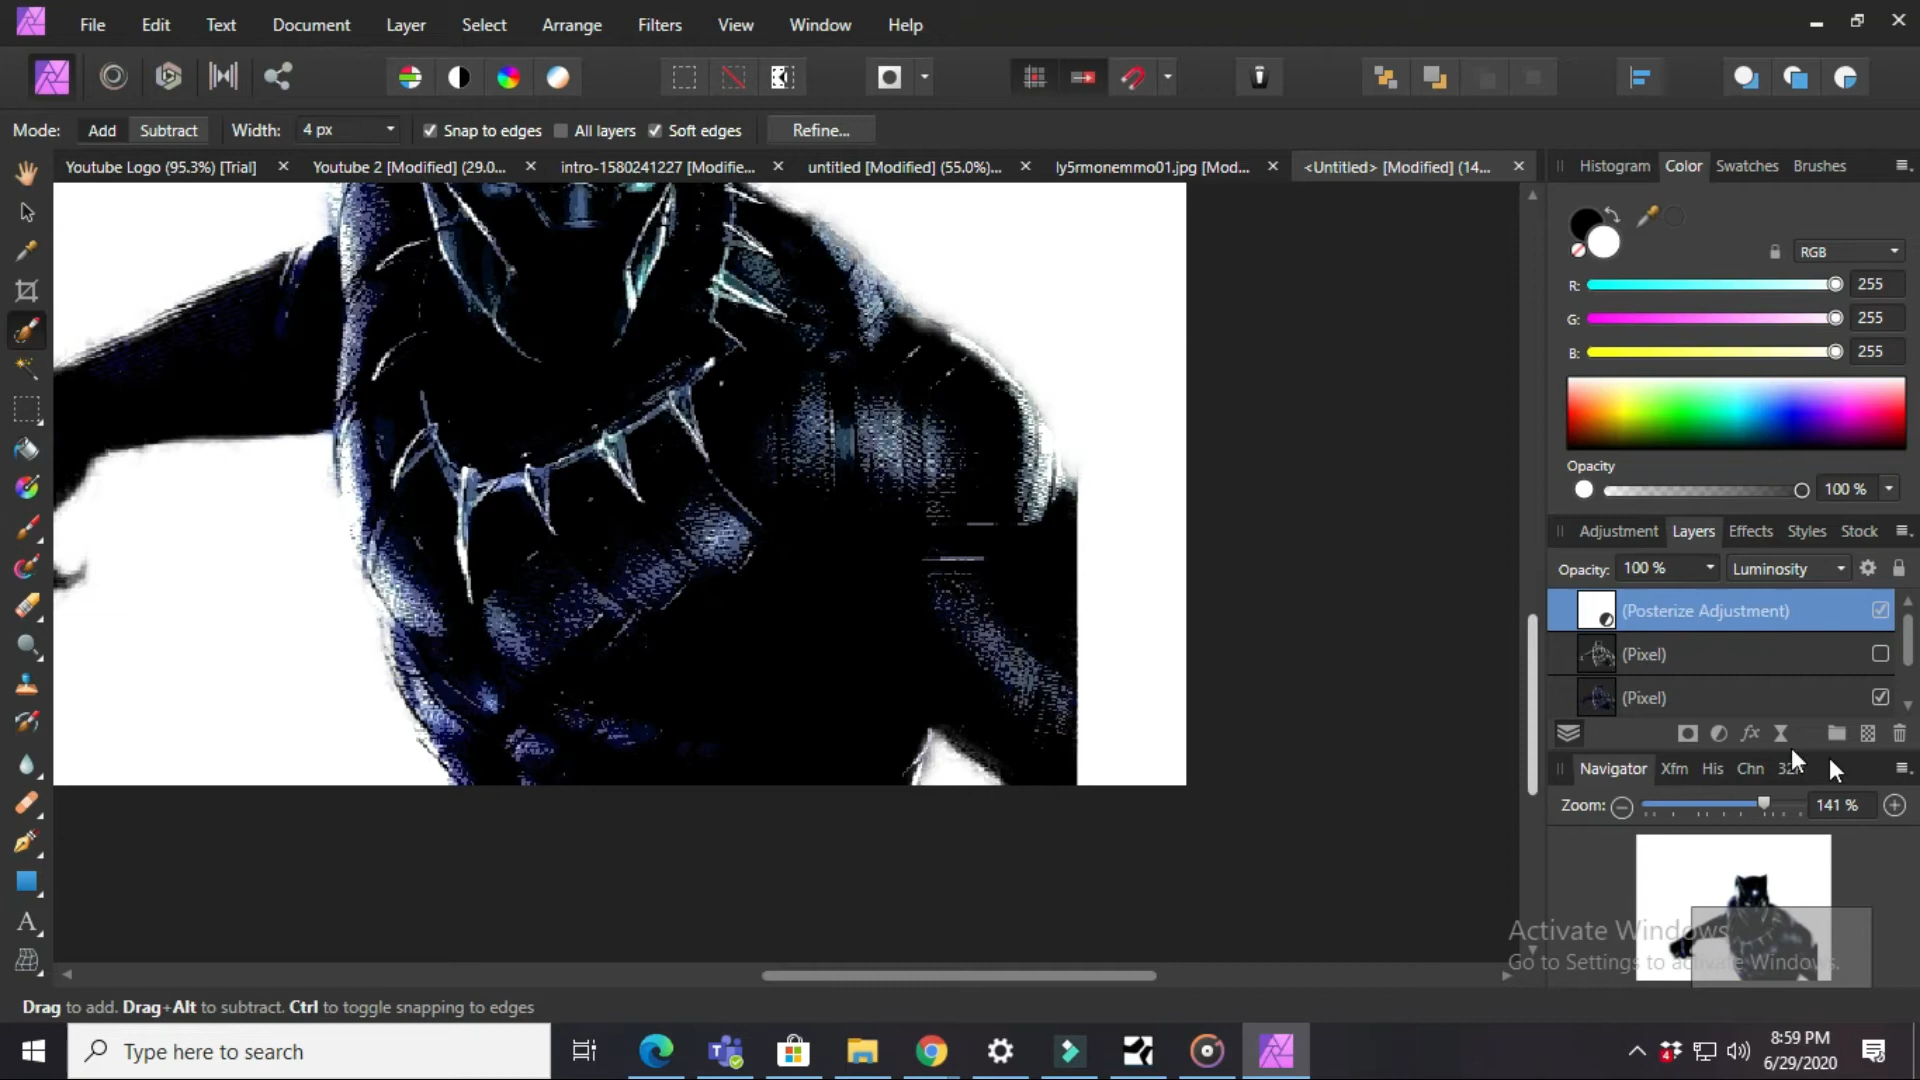 File Edit Text Document Layer Select Arrange Filters View Window Help
Mode: Add Subtract Width: 4 px Snap to edges All layers Soft edges Refine...
Youtube Logo (95.3%) [Trial] Youtube 2 [Modified] (29.0... intro-1580241227 [Modifie... untitled [Modified] (55.0%)... ly5rmonemmo01.jpg [Mod... <Untitled> [Modified] (14...
Histogram Color Swatches Brushes
RGB
R: 255
G: 255
B: 255
Opacity
100 %
Adjustment Layers Effects Styles Stock
Opacity: 100 % Luminosity
(Posterize Adjustment)
(Pixel)
(Pixel)
fx
Navigator Xfm His Chn
Zoom: 141 %
Activate Windows
Go to Settings to activate Windows.
Drag to add. Drag+Alt to subtract. Ctrl to toggle snapping to edges
Type here to search
8:59 PM
6/29/2020